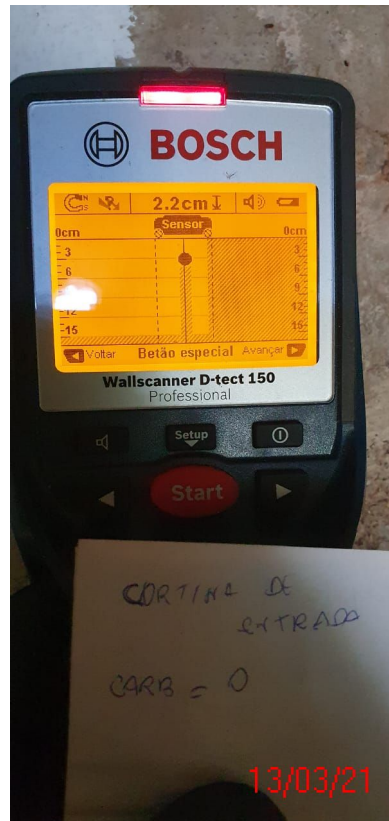 BOSCH
2.2cm
Sensor
0cm 0cm
3 3
6 6
9
12 12
15 15
Voltar Betão especial Avançar
Wallscanner D-tect 150
Professional
Setup
Start
CORTINA DE
ENTRADA
CARB = 0
13/03/21